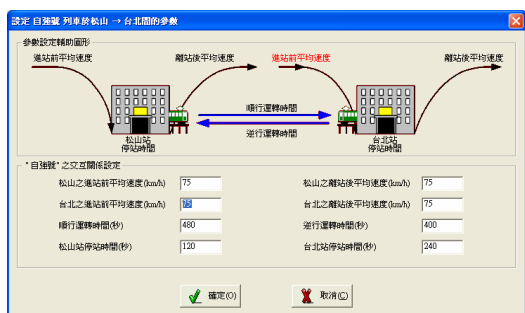 設定 自強號 列車於松山 → 台北間的參數
參數設定輔助圖形
進站前平均速度 離站後平均速度 進站前平均速度 離站後平均速度
順行運轉時間
逆行運轉時間
松山站 台北站
停站時間 停站時間
"自強號" 之交互關係設定
松山之進站前平均速度(km/h) 75 松山之離站後平均速度(km/h) 75
台北之進站前平均速度(km/h) 75 台北之離站後平均速度(km/h) 75
順行運轉時間(秒) 480 逆行運轉時間(秒) 400
松山站停站時間(秒) 120 台北站停站時間(秒) 240
確定(O) 取消(C)